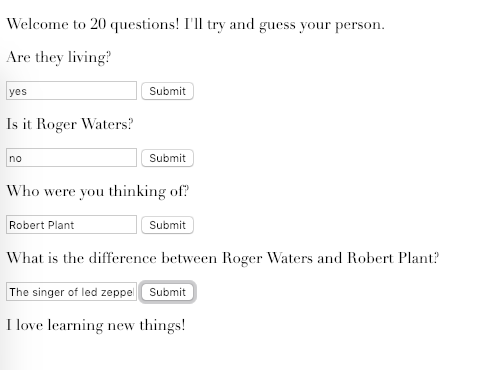 Welcome to 20 questions! I'll try and guess your person.
Are they living?
yes Submit
Is it Roger Waters?
no Submit
Who were you thinking of?
Robert Plant Submit
What is the difference between Roger Waters and Robert Plant?
The singer of led zeppe Submit
I love learning new things!